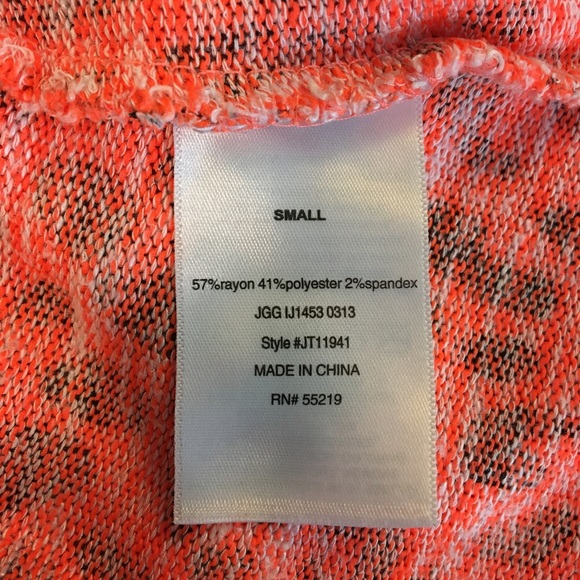 SMALL
57%rayon 41%polyester 2%spandex
JGG IJ1453 0313
Style #JT11941
MADE IN CHINA
RN# 55219